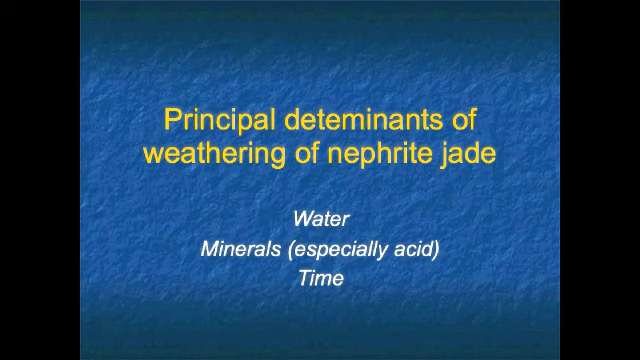 Principal deteminants of
weathering of nephrite jade
Water
Minerals (especially acid)
Time